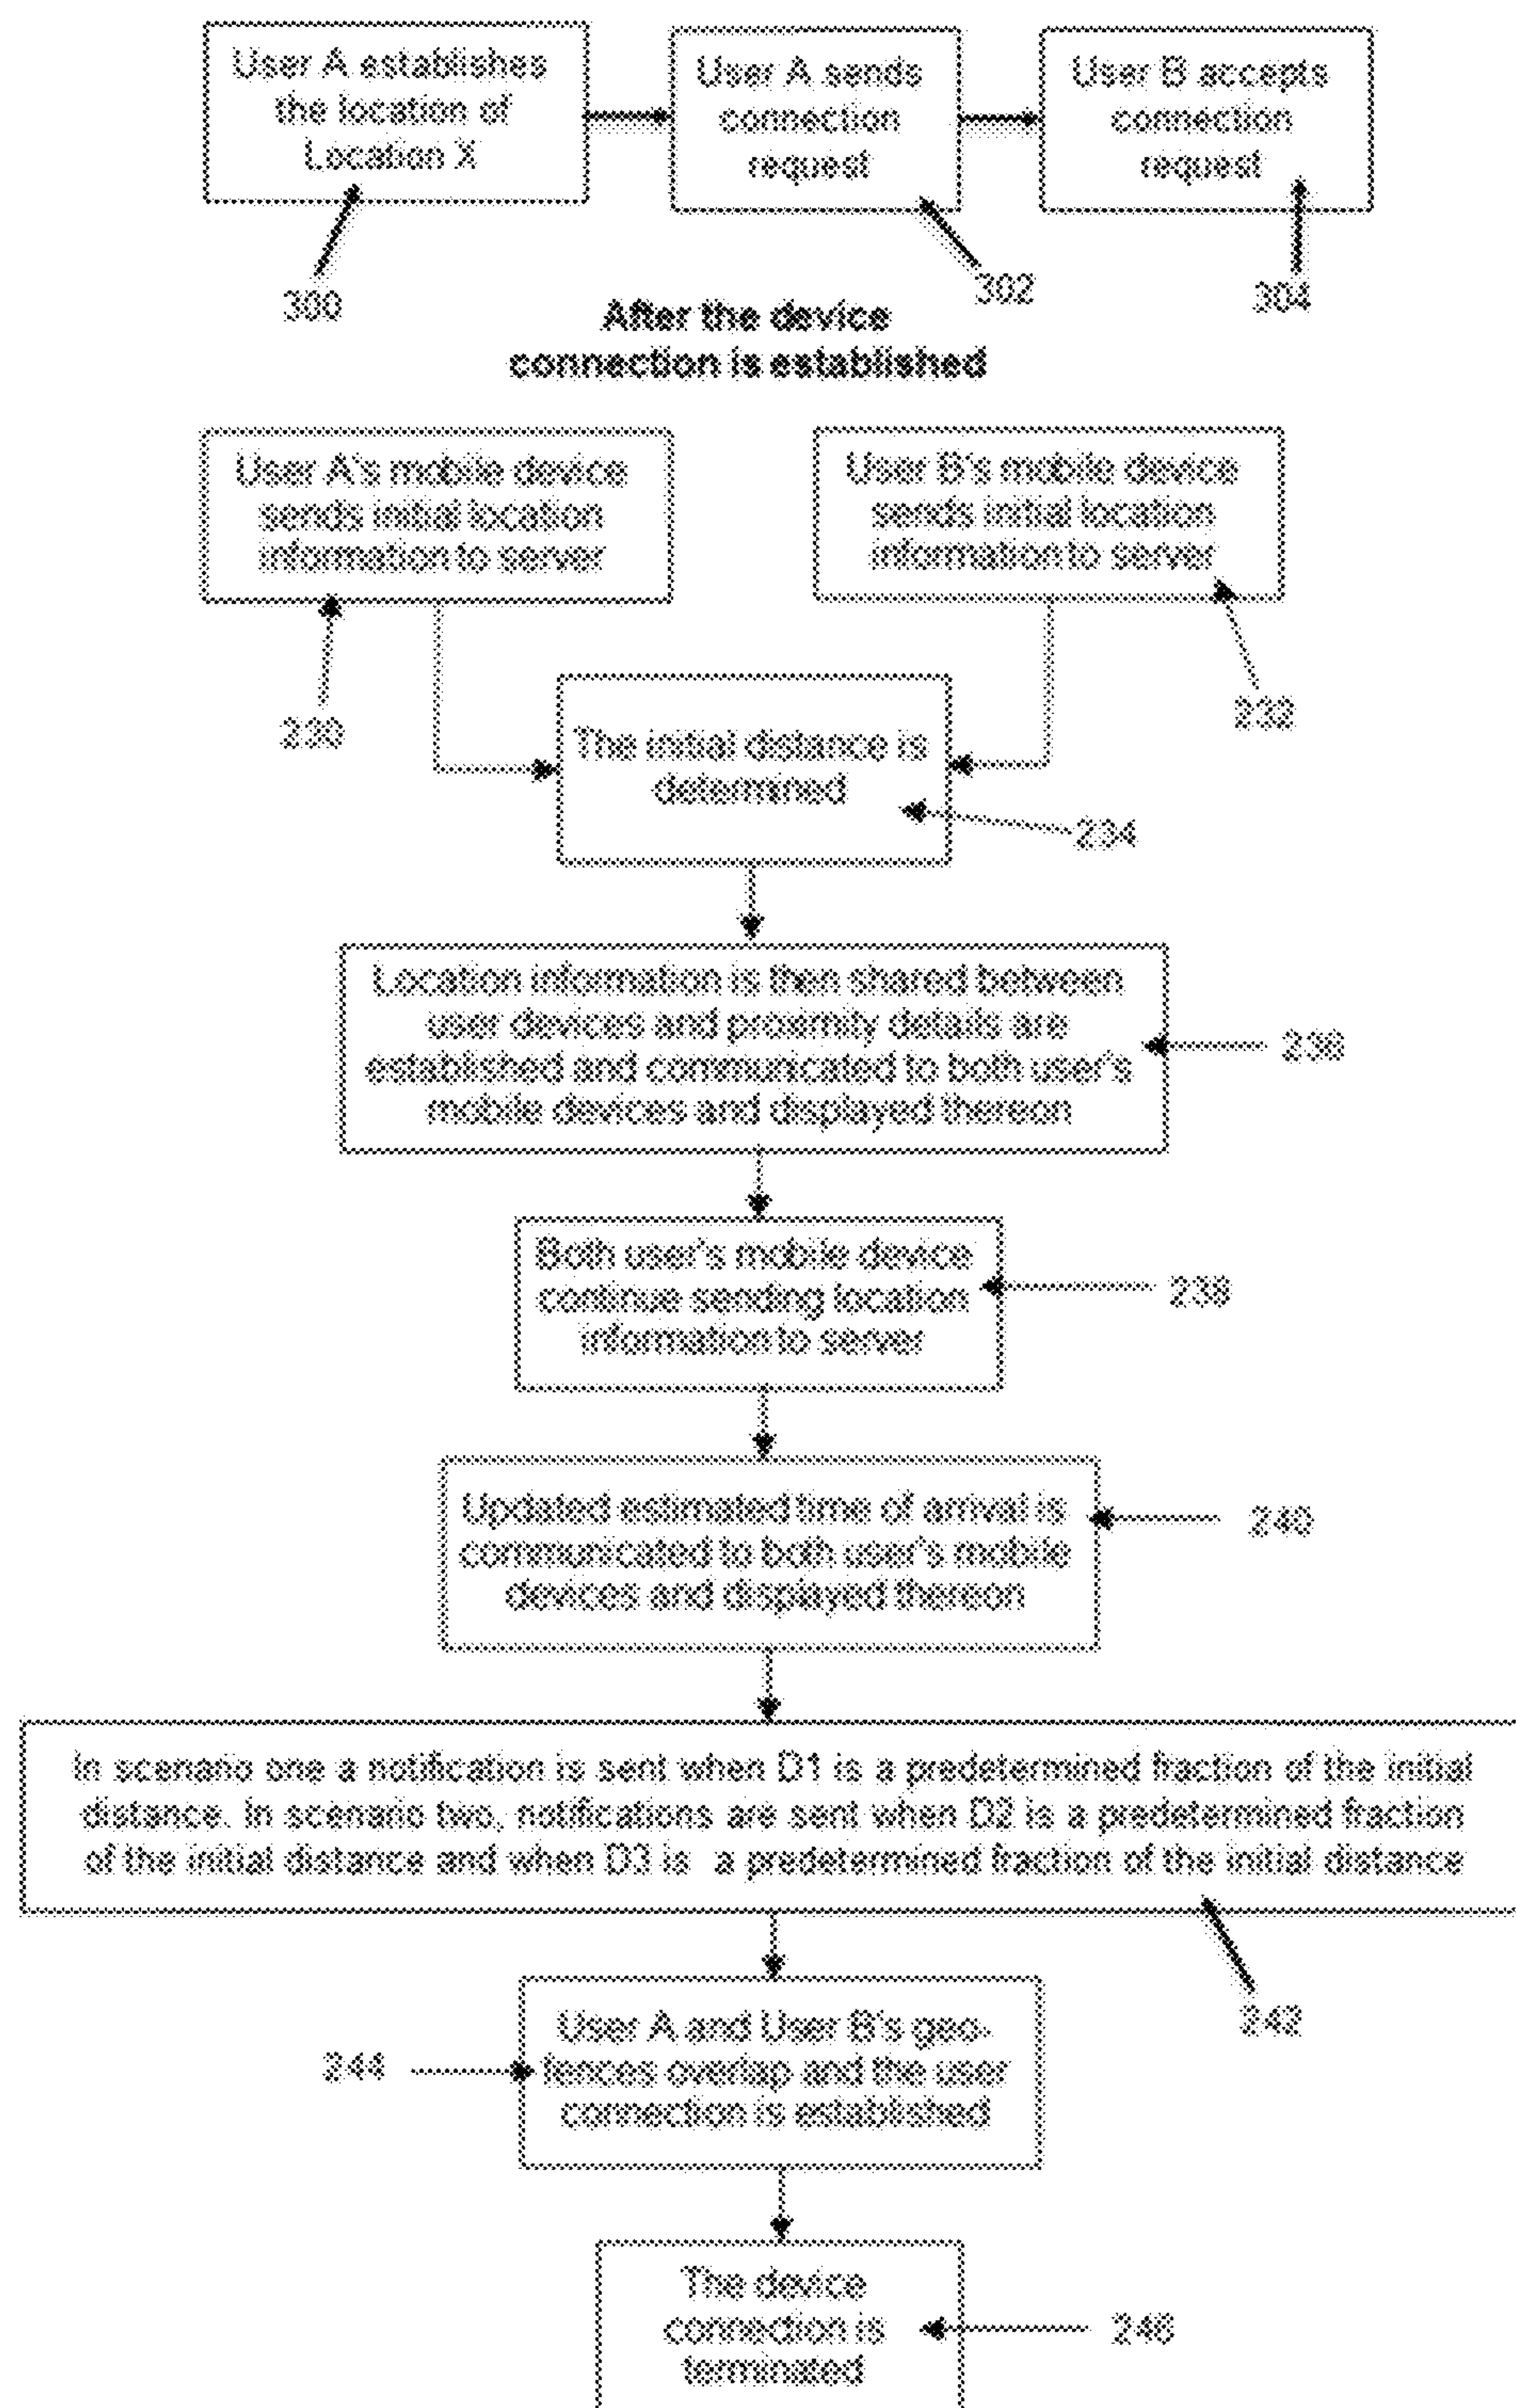 User A establishes
the location of
Location X
User A sends
connection
request
User B accepts
connection
request
300
302
304
After the device
connection is established
User A's mobile device
sends initial location
information to server
User B's mobile device
sends initial location
information to server
230
232
The initial distance is
determined
234
Location information is then shared between
user devices and proximity details are
established and communicated to both user's
mobile devices and displayed thereon
236
Both user's mobile device
continue sending location
information to server
238
Updated estimated time of arrival is
communicated to both user's mobile
devices and displayed thereon
240
In scenario one a notification is sent when D1 is a predetermined fraction of the initial
distance. In scenario two, notifications are sent when D2 is a predetermined fraction
of the initial distance and when D3 is a predetermined fraction of the initial distance
242
User A and User B's geo-
fences overlap and the user
connection is established
244
The device
connection is
terminated
246